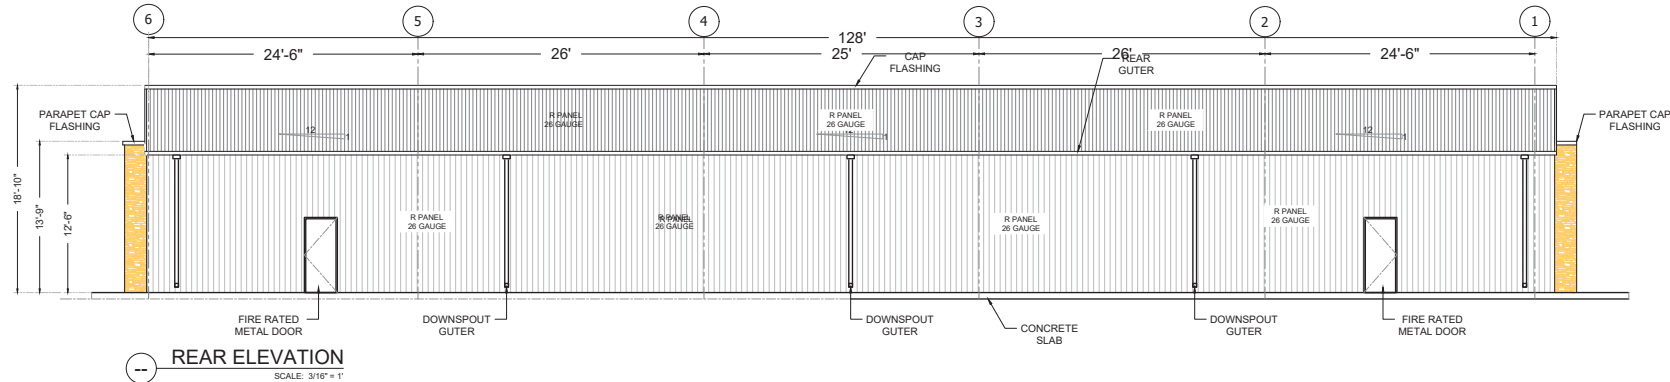 6
5
4
3
2
1
128'
24'-6"
26'
25'
26'
24'-6"
CAP
FLASHING
REAR
GUTER
PARAPET CAP
FLASHING
PARAPET CAP
FLASHING
R PANEL
26 GAUGE
R PANEL
26 GAUGE
R PANEL
26 GAUGE
12
1
12
1
12
1
18'-10"
13'-9"
12'-6"
R PANEL
26 GAUGE
R PANEL
26 GAUGE
R PANEL
26 GAUGE
R PANEL
26 GAUGE
FIRE RATED
METAL DOOR
DOWNSPOUT
GUTER
DOWNSPOUT
GUTER
CONCRETE
SLAB
DOWNSPOUT
GUTER
FIRE RATED
METAL DOOR
--
REAR ELEVATION
SCALE: 3/16" = 1'